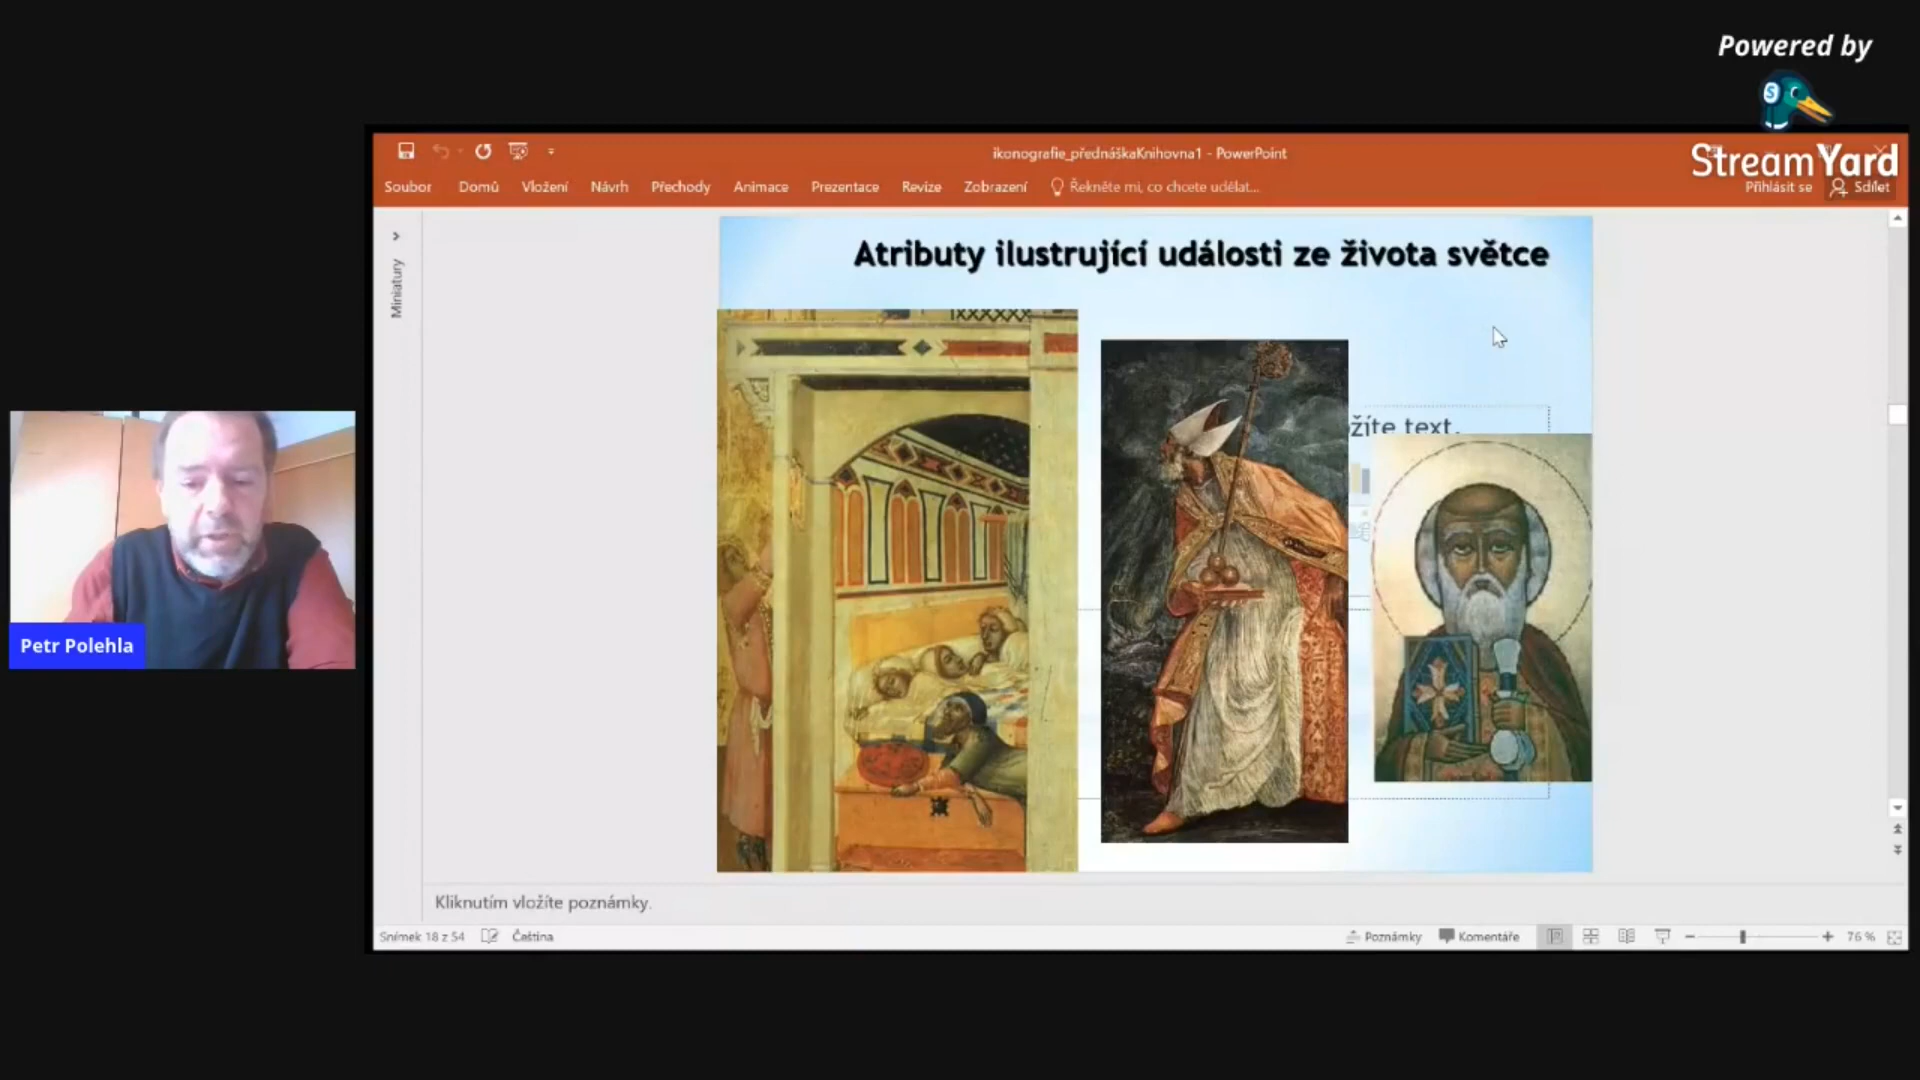 Powered by
StreamYard
ikonografie_přednáškaKnihovna1 - PowerPoint
Soubor Domů Vložení Návrh Přechody Animace Prezentace Revize Zobrazení Řekněte mi, co chcete udělat... Přihlásit se Sdílet
Miniatury
Atributy ilustrující události ze života světce
žíte text.
Petr Polehla
Kliknutím vložíte poznámky.
Snímek 18 z 54 Čeština Poznámky Komentáře 76 %